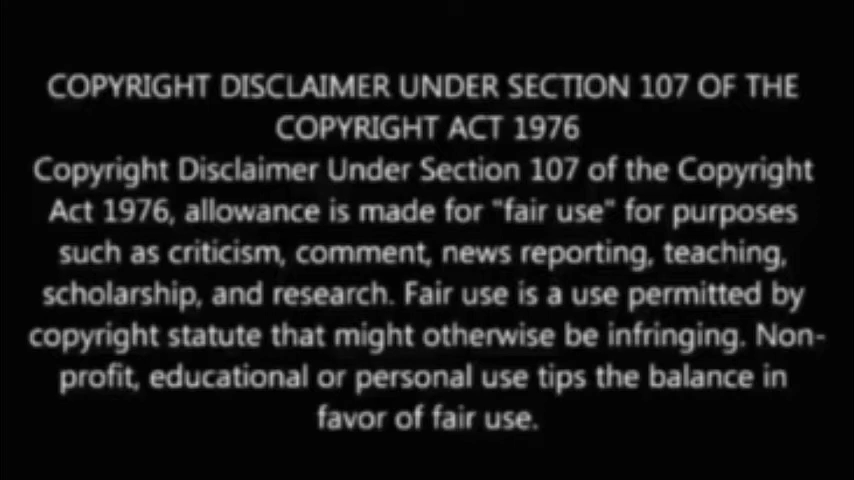 COPYRIGHT DISCLAIMER UNDER SECTION 107 OF THE
COPYRIGHT ACT 1976
Copyright Disclaimer Under Section 107 of the Copyright
Act 1976, allowance is made for "fair use" for purposes
such as criticism, comment, news reporting, teaching,
scholarship, and research. Fair use is a use permitted by
copyright statute that might otherwise be infringing. Non-
profit, educational or personal use tips the balance in
favor of fair use.